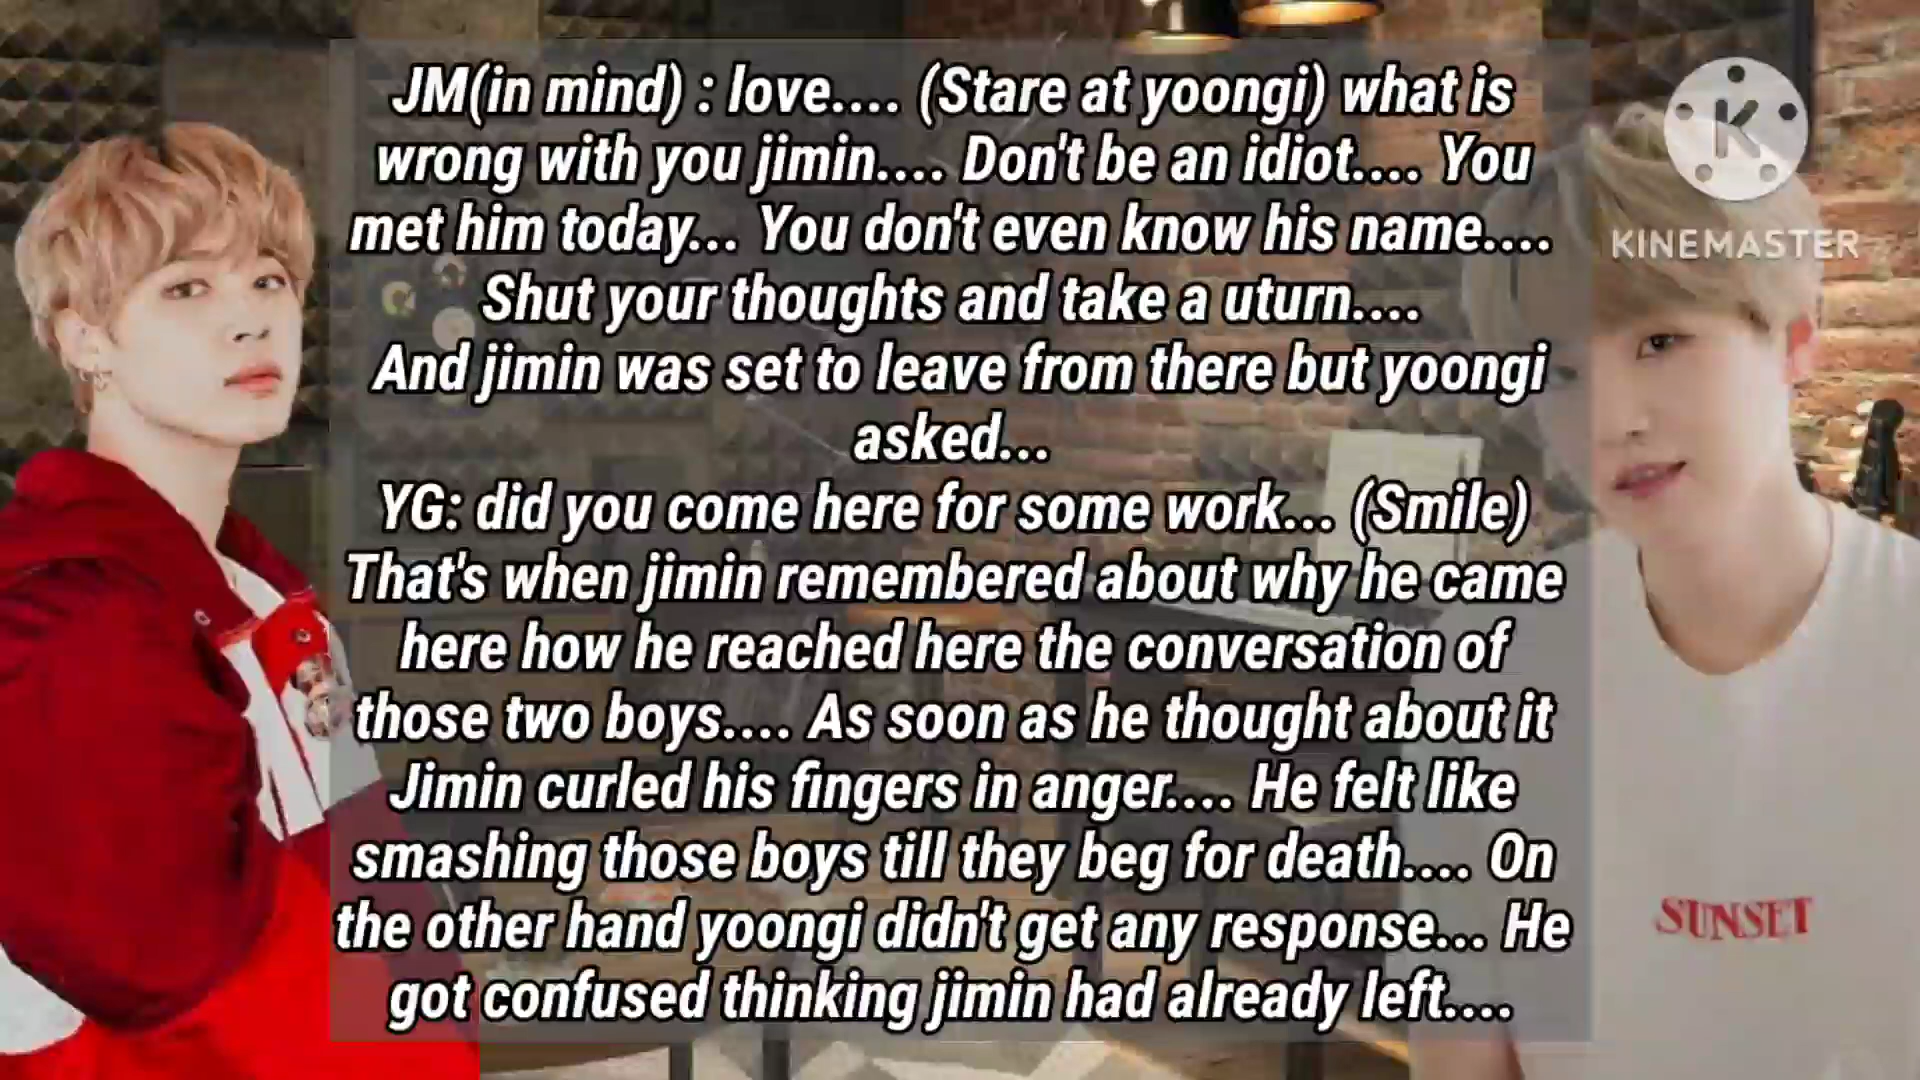 JM(in mind) : love.... (Stare at yoongi) what is
wrong with you jimin.... Don't be an idiot.... You
met him today... You don't even know his name....
Shut your thoughts and take a uturn....
And jimin was set to leave from there but yoongi
asked...
YG: did you come here for some work... (Smile)
That's when jimin remembered about why he came
here how he reached here the conversation of
those two boys.... As soon as he thought about it
Jimin curled his fingers in anger.... He felt like
smashing those boys till they beg for death.... On
the other hand yoongi didn't get any response... He
got confused thinking jimin had already left....
K
KINEMASTER
SUNSET